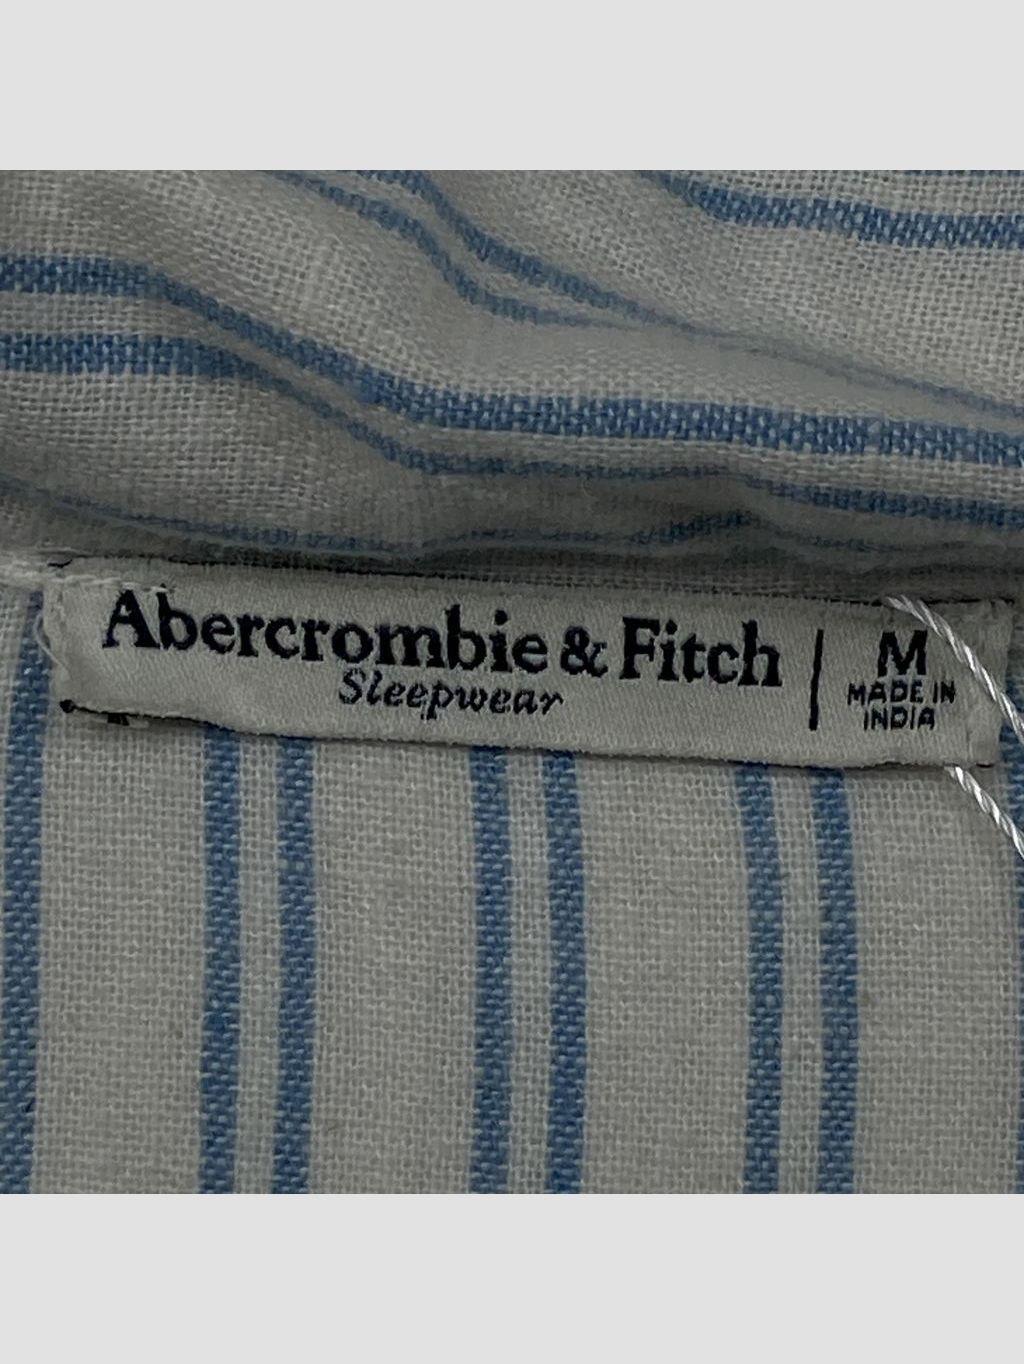 Abercrombie & Fitch
Sleepwear
M
MADE IN
INDIA